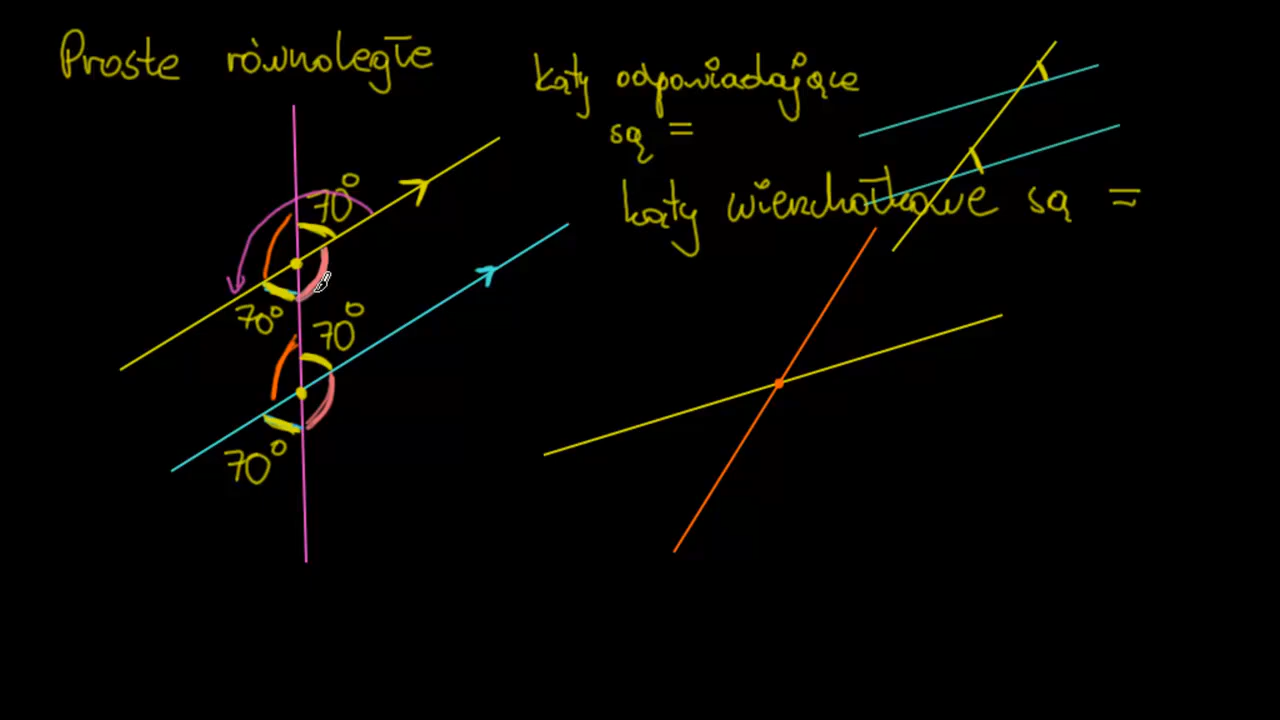 Proste równoległe
kąty odpowiadające
są =
kąty wierzchołkowe są =
70°
70°
70°
70°